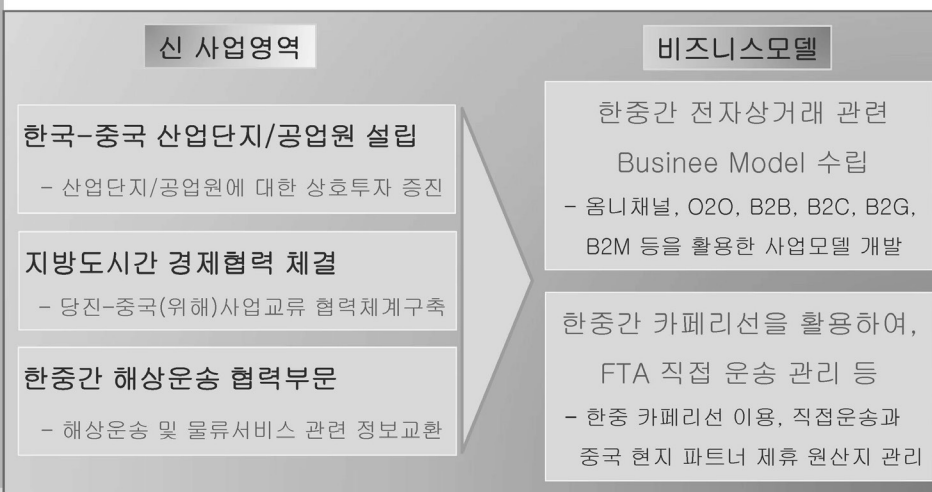 신 사업영역
한국-중국 산업단지/공업원 설립
- 산업단지/공업원에 대한 상호투자 증진
지방도시간 경제협력 체결
- 당진-중국(위해)사업교류 협력체계구축
한중간 해상운송 협력부문
- 해상운송 및 물류서비스 관련 정보교환
비즈니스모델
한중간 전자상거래 관련
Businee Model 수립
- 옴니채널, O2O, B2B, B2C, B2G,
B2M 등을 활용한 사업모델 개발
한중간 카페리선을 활용하여,
FTA 직접 운송 관리 등
- 한중 카페리선 이용, 직접운송과
중국 현지 파트너 제휴 원산지 관리